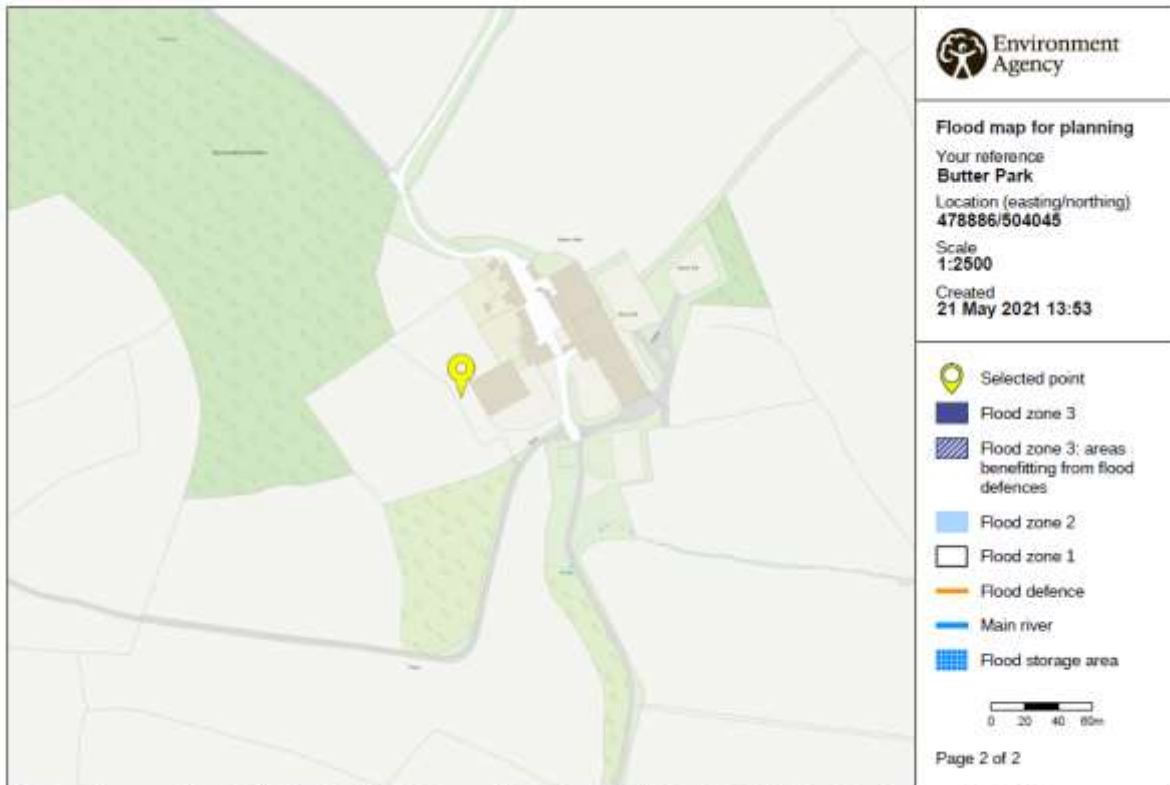 Environment
Agency
Flood map for planning
Your reference
Butter Park
Location (easting/northing)
478886/504045
Scale
1:2500
Created
21 May 2021 13:53
Selected point
Flood zone 3
Flood zone 3: areas
benefitting from flood
defences
Flood zone 2
Flood zone 1
Flood defence
Main river
Flood storage area
0 20 40 60m
Page 2 of 2